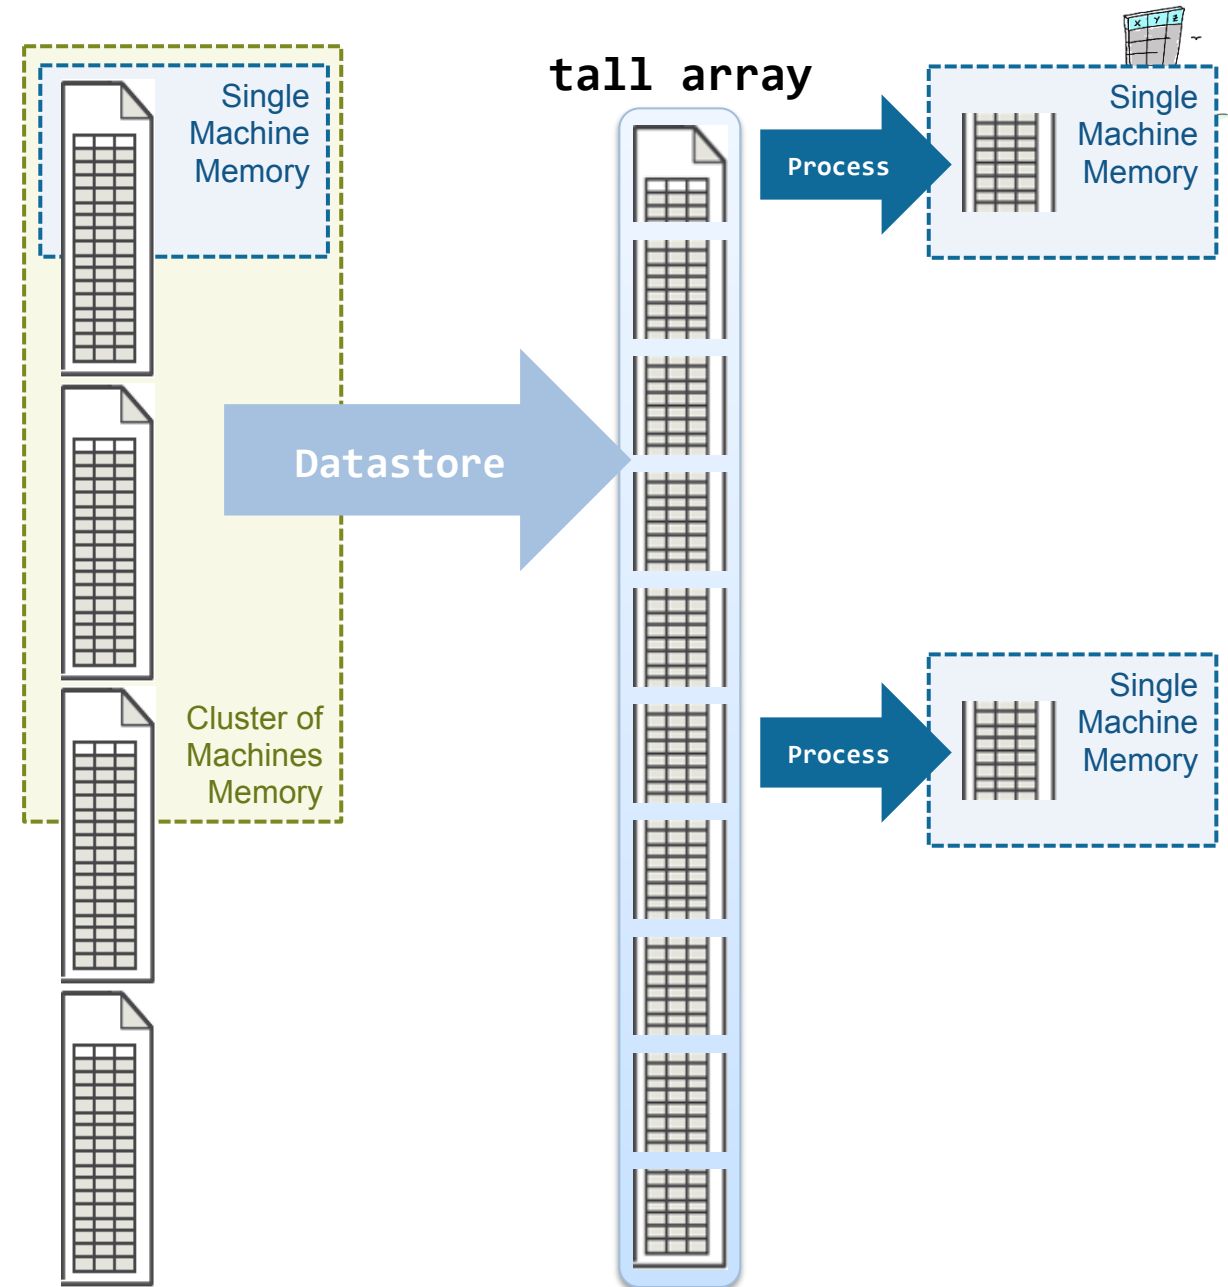 Single
Machine
Memory
Cluster of
Machines
Memory
Datastore
tall array
Process
Process
X Y Z
Single
Machine
Memory
Single
Machine
Memory